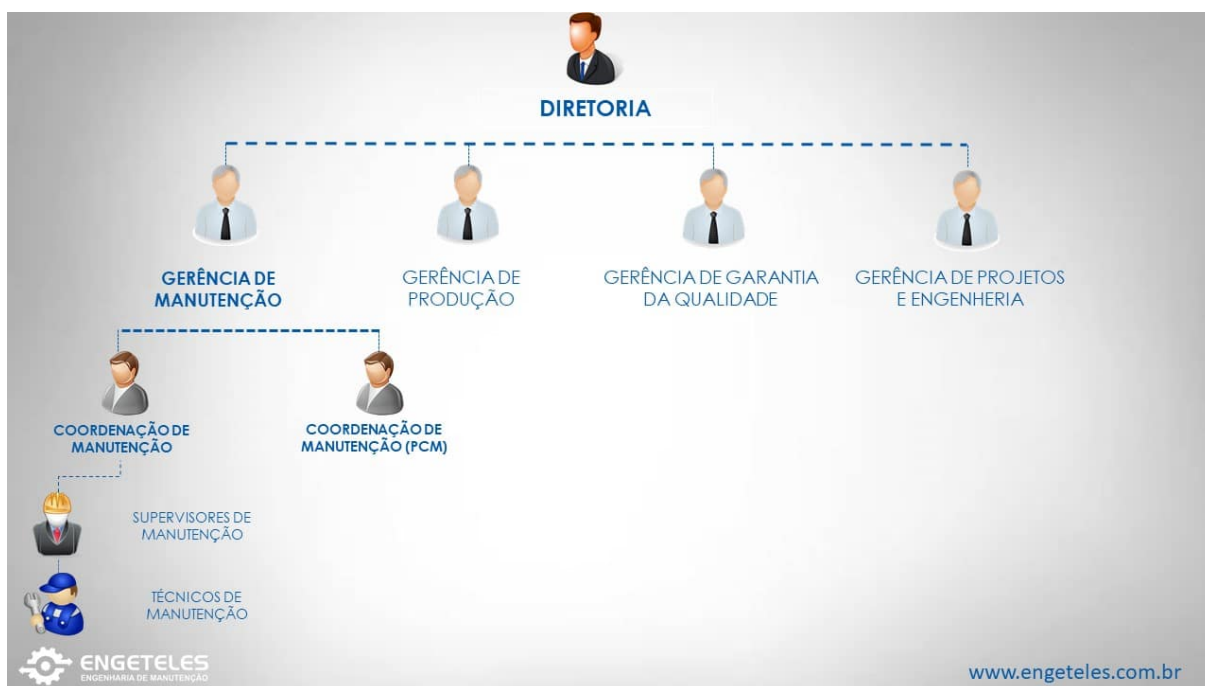 DIRETORIA
GERÊNCIA DE
MANUTENÇÃO
GERÊNCIA DE
PRODUÇÃO
GERÊNCIA DE GARANTIA
DA QUALIDADE
GERÊNCIA DE PROJETOS
E ENGENHERIA
COORDENAÇÃO DE
MANUTENÇÃO
COORDENAÇÃO DE
MANUTENÇÃO (PCM)
SUPERVISORES DE
MANUTENÇÃO
TÉCNICOS DE
MANUTENÇÃO
ENGETELES
ENGENHARIA DE MANUTENÇÃO
www.engeteles.com.br